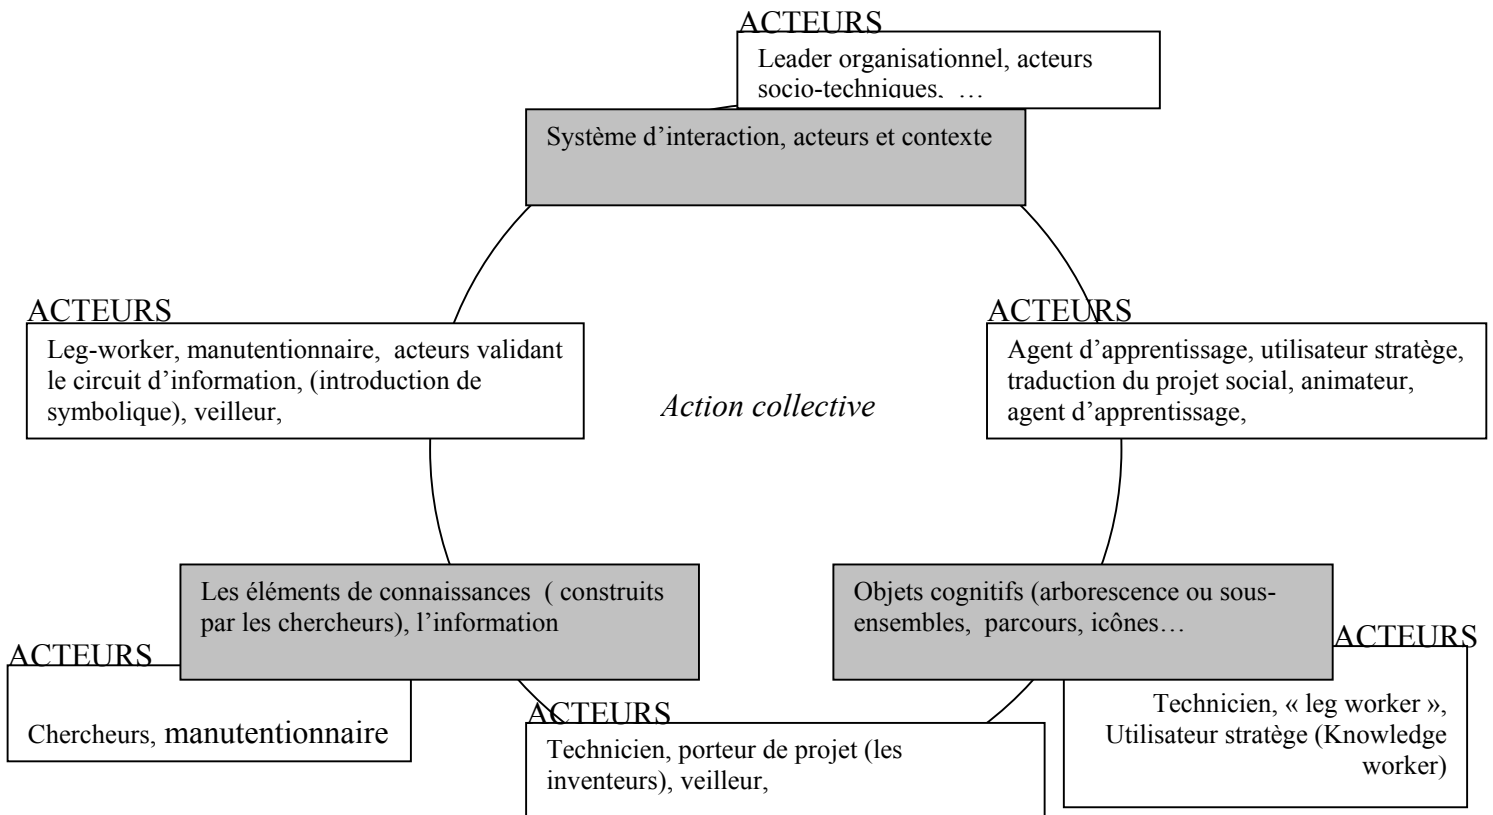 ACTEURS
Leader organisationnel, acteurs
socio-techniques, …
Système d’interaction, acteurs et contexte
ACTEURS
Leg-worker, manutentionnaire, acteurs validant
le circuit d’information, (introduction de
symbolique), veilleur,
Action collective
ACTEURS
Agent d’apprentissage, utilisateur stratège,
traduction du projet social, animateur,
agent d’apprentissage,
Les éléments de connaissances ( construits
par les chercheurs), l’information
Objets cognitifs (arborescence ou sous-
ensembles, parcours, icônes…
ACTEURS
Chercheurs, manutentionnaire
ACTEURS
Technicien, porteur de projet (les
inventeurs), veilleur,
ACTEURS
Technicien, « leg worker »,
Utilisateur stratège (Knowledge
worker)